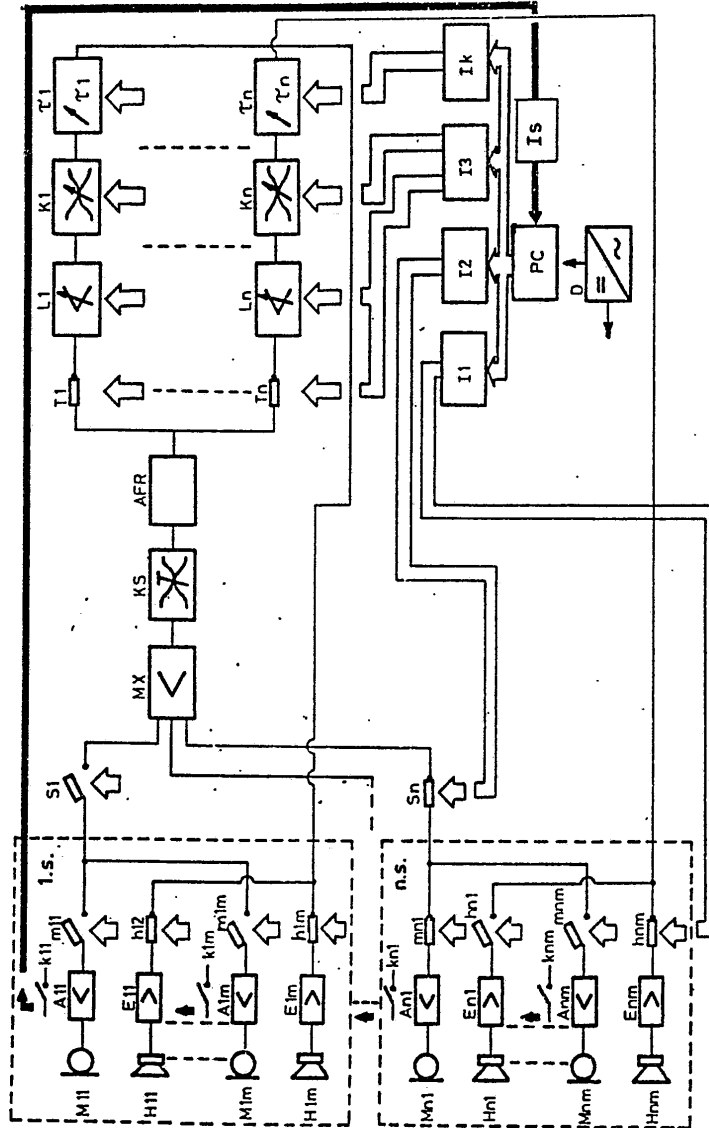 τ1
τ1
K1
L1
T1
τn
τn
Kn
Ln
Tn
Ik
I3
I2
I1
Is
PC
D
=
~
AFR
KS
MX
S1
Sn
1.s.
k11
m11
A11
M11
h12
E11
H11
k1m
m1m
A1m
M1m
h1m
E1m
H1m
n.s.
kn1
mn1
An1
Mn1
hn1
En1
Hn1
knm
mnm
Anm
Mnm
hnm
Enm
Hnm